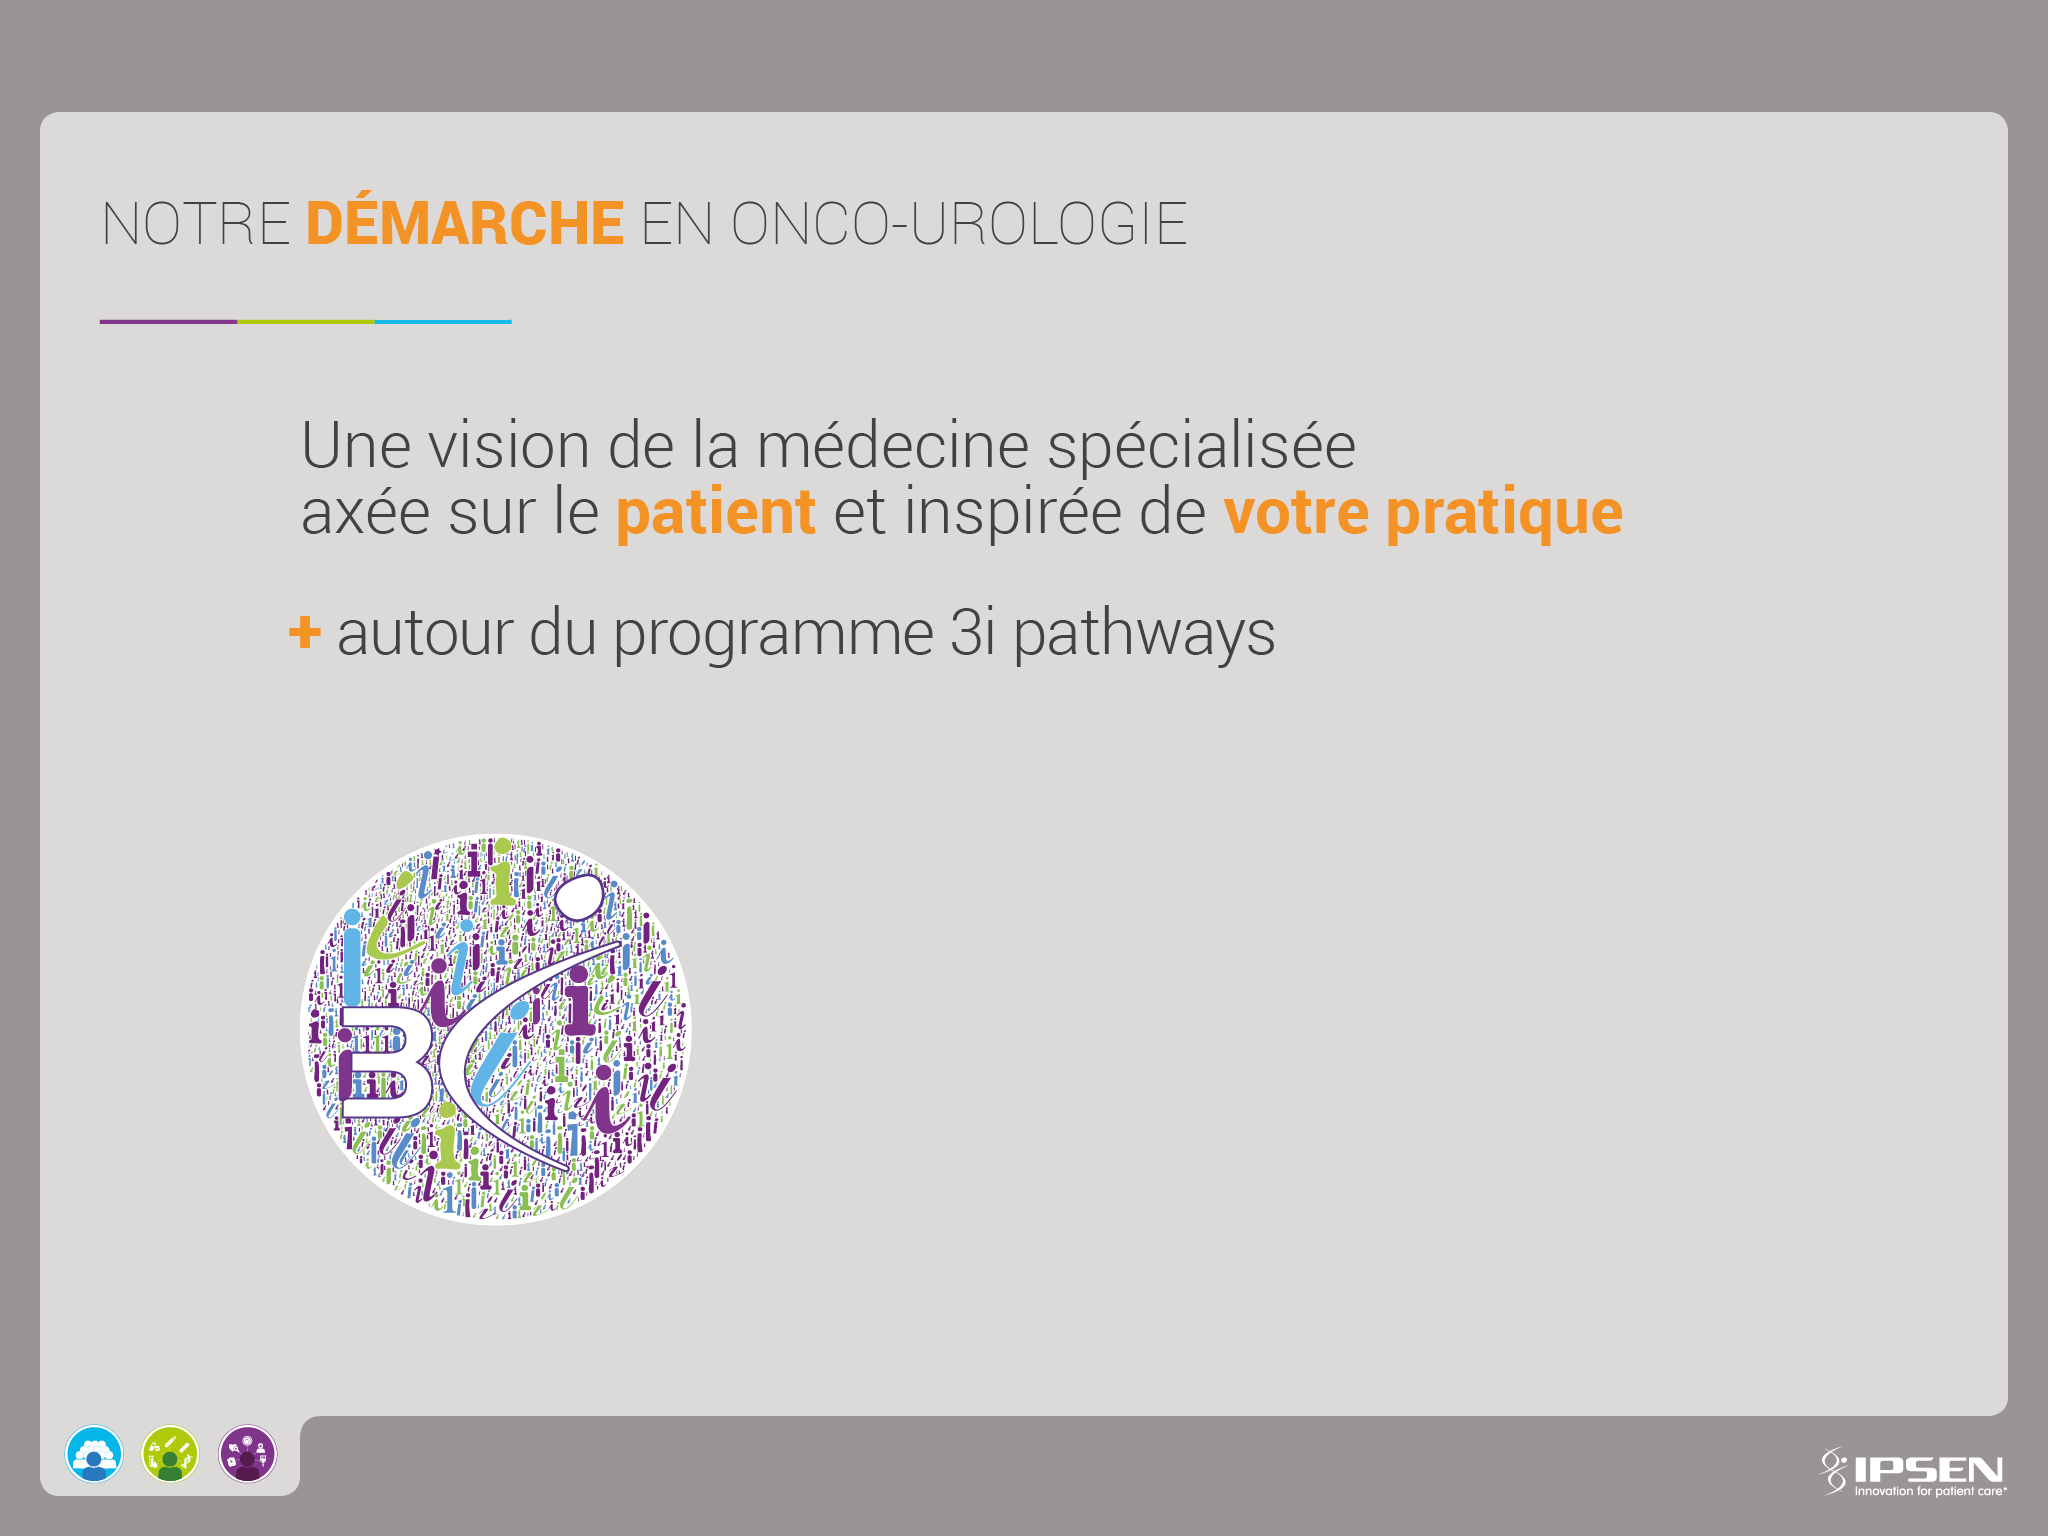 NOTRE DÉMARCHE EN ONCO-UROLOGIE
Une vision de la médecine spécialisée
axée sur le patient et inspirée de votre pratique
+ autour du programme 3i pathways
3
IPSEN
Innovation for patient care*